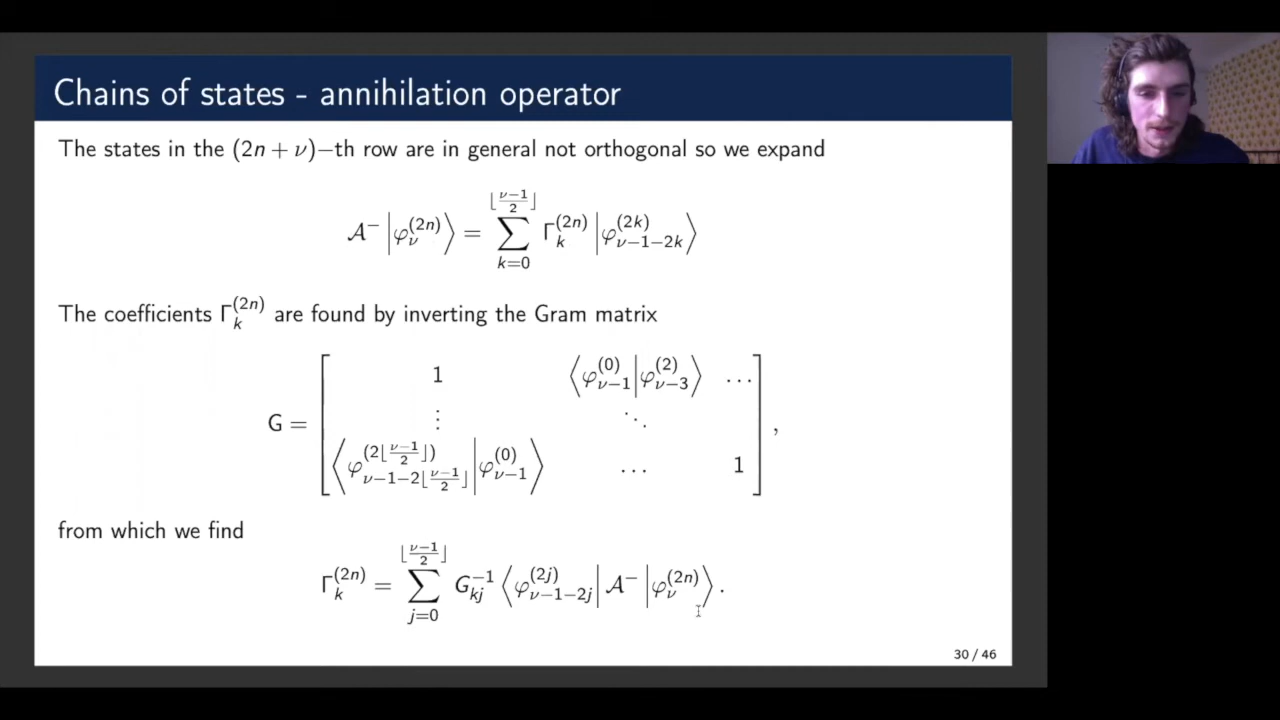 Chains of states - annihilation operator
The states in the (2n + ν)−th row are in general not orthogonal so we expand
𝒜⁻ |φ_ν^{(2n)}⟩ = ∑_{k=0}^{⌊(ν−1)/2⌋} Γ_k^{(2n)} |φ_{ν−1−2k}^{(2k)}⟩
The coefficients Γ_k^{(2n)} are found by inverting the Gram matrix
G = [ 1 ⟨φ_{ν−1}^{(0)}|φ_{ν−3}^{(2)}⟩ ⋯
⋮ ⋱
⟨φ_{ν−1−2⌊(ν−1)/2⌋}^{(2⌊(ν−1)/2⌋)}|φ_{ν−1}^{(0)}⟩ ⋯ 1 ] ,
from which we find
Γ_k^{(2n)} = ∑_{j=0}^{⌊(ν−1)/2⌋} G_{kj}^{−1} ⟨φ_{ν−1−2j}^{(2j)}| 𝒜⁻ |φ_ν^{(2n)}⟩ .
30 / 46